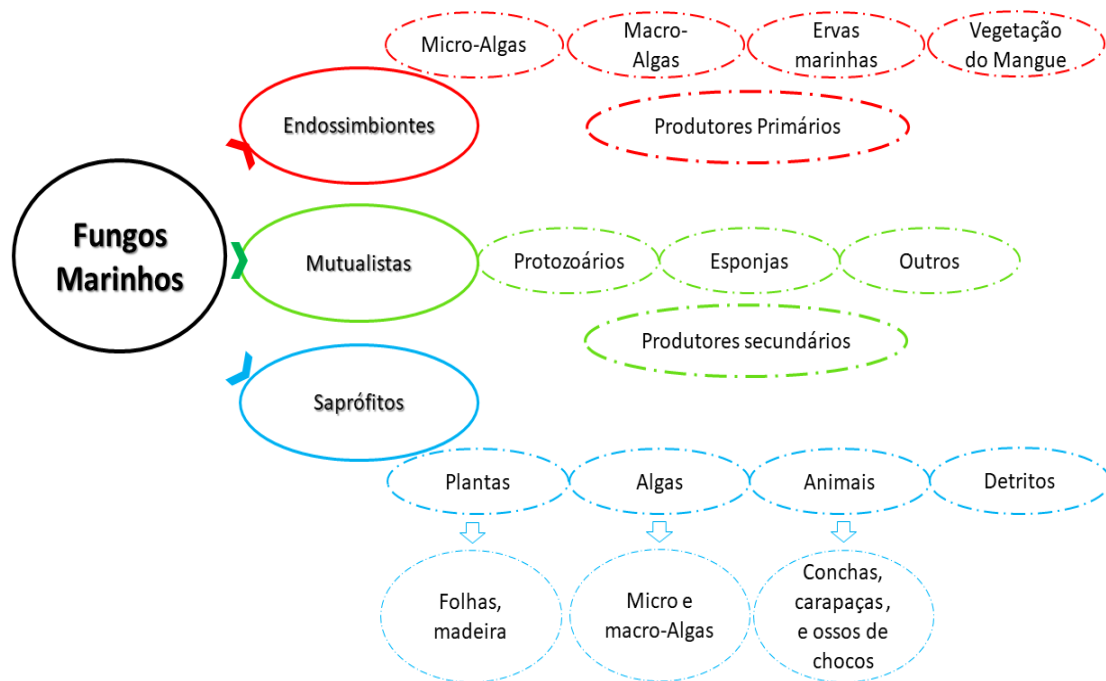 Micro-Algas
Macro-
Algas
Ervas
marinhas
Vegetação
do Mangue
Endossimbiontes
Produtores Primários
Fungos
Marinhos
Mutualistas
Protozoários
Esponjas
Outros
Produtores secundários
Saprófitos
Plantas
Algas
Animais
Detritos
Folhas,
madeira
Micro e
macro-Algas
Conchas,
carapaças,
e ossos de
chocos